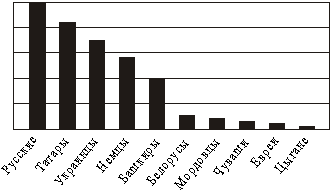 Русские
Татары
Украинцы
Немцы
Башкиры
Белорусы
Мордовцы
Чуваши
Евреи
Цыгане